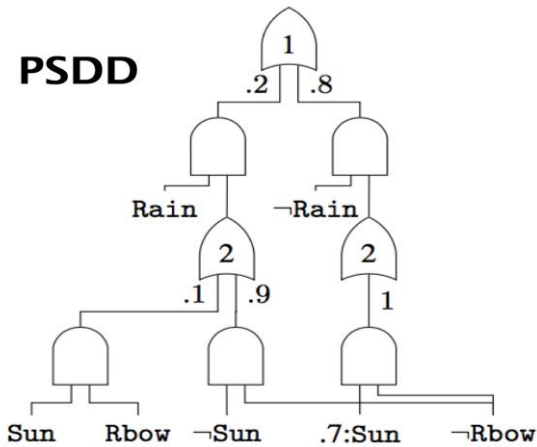 1
PSDD
.2 .8
Rain ¬Rain
2 2
.1 .9 1
Sun Rbow ¬Sun .7:Sun ¬Rbow